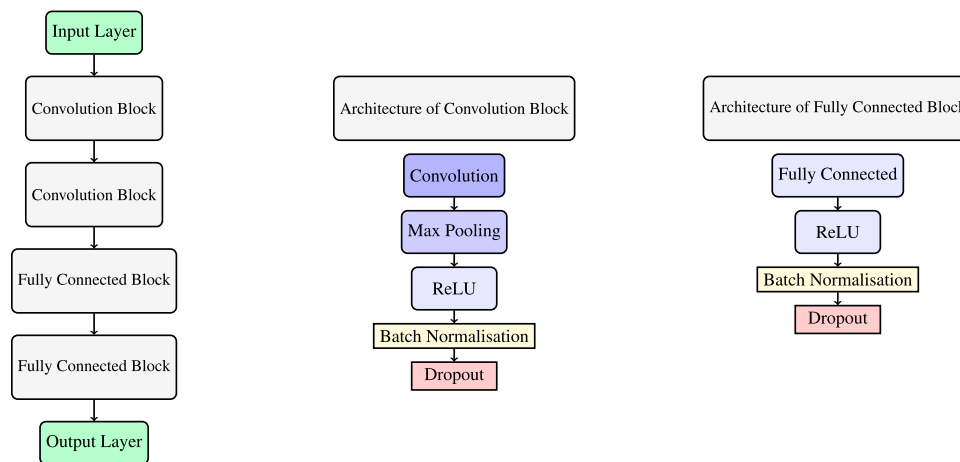 Input Layer
Convolution Block
Convolution Block
Fully Connected Block
Fully Connected Block
Output Layer
Architecture of Convolution Block
Convolution
Max Pooling
ReLU
Batch Normalisation
Dropout
Architecture of Fully Connected Block
Fully Connected
ReLU
Batch Normalisation
Dropout